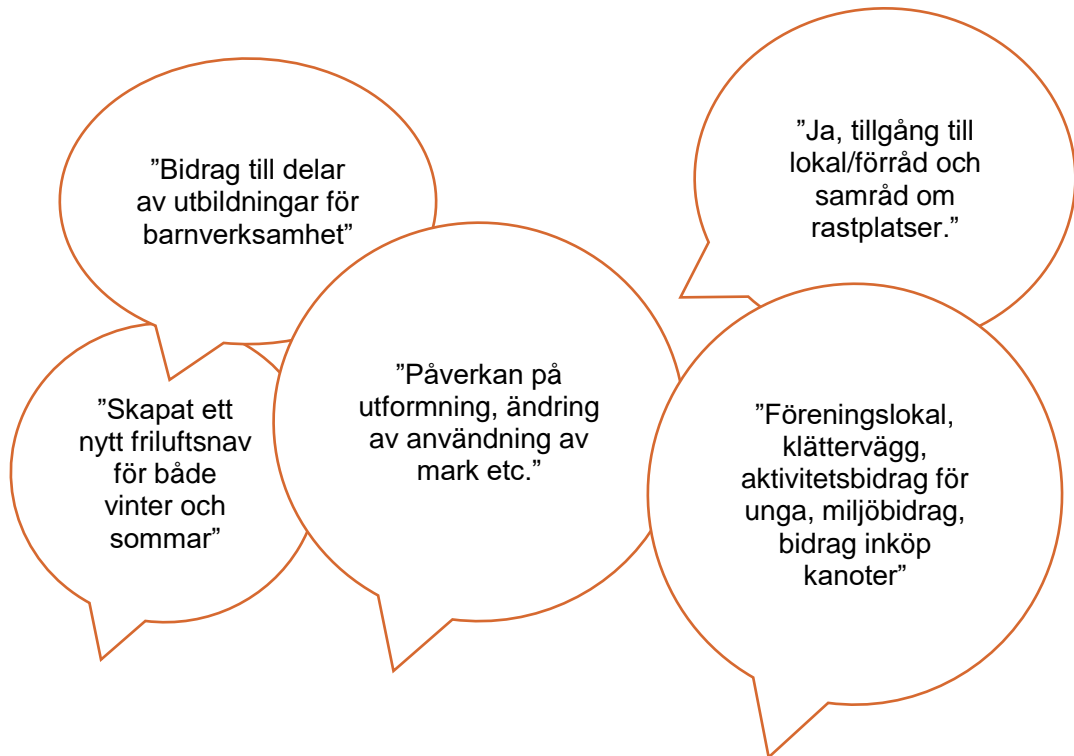 ”Bidrag till delar
av utbildningar för
barnverksamhet”
”Ja, tillgång till
lokal/förråd och
samråd om
rastplatser.”
”Skapat ett
nytt friluftsnav
för både
vinter och
sommar”
”Påverkan på
utformning, ändring
av användning av
mark etc.”
”Föreningslokal,
klättervägg,
aktivitetsbidrag för
unga, miljöbidrag,
bidrag inköp
kanoter”